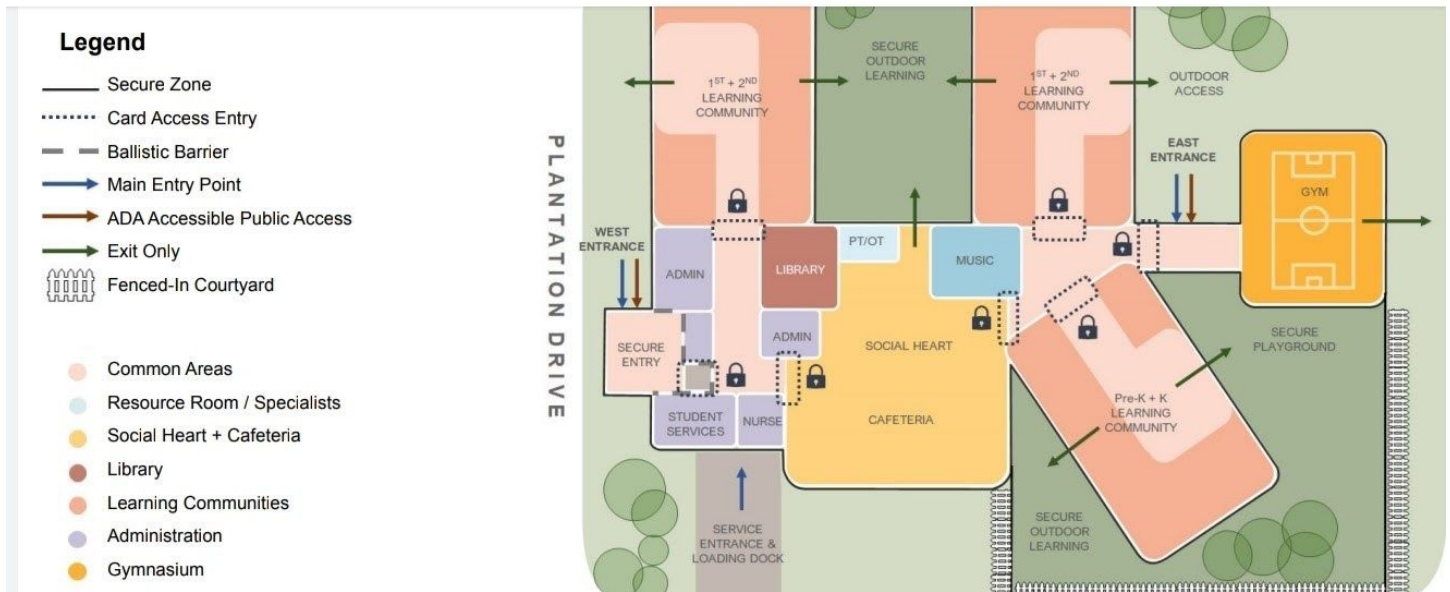 Legend
Secure Zone
Card Access Entry
Ballistic Barrier
Main Entry Point
ADA Accessible Public Access
Exit Only
Fenced-In Courtyard
Common Areas
Resource Room / Specialists
Social Heart + Cafeteria
Library
Learning Communities
Administration
Gymnasium
PLANTATION DRIVE
1ST + 2ND
LEARNING
COMMUNITY
SECURE
OUTDOOR
LEARNING
1ST + 2ND
LEARNING
COMMUNITY
OUTDOOR
ACCESS
EAST
ENTRANCE
GYM
WEST
ENTRANCE
ADMIN
LIBRARY
PT/OT
MUSIC
SECURE
ENTRY
ADMIN
SOCIAL HEART
SECURE
PLAYGROUND
STUDENT
SERVICES
NURSE
CAFETERIA
Pre-K + K
LEARNING
COMMUNITY
SERVICE
ENTRANCE &
LOADING DOCK
SECURE
OUTDOOR
LEARNING